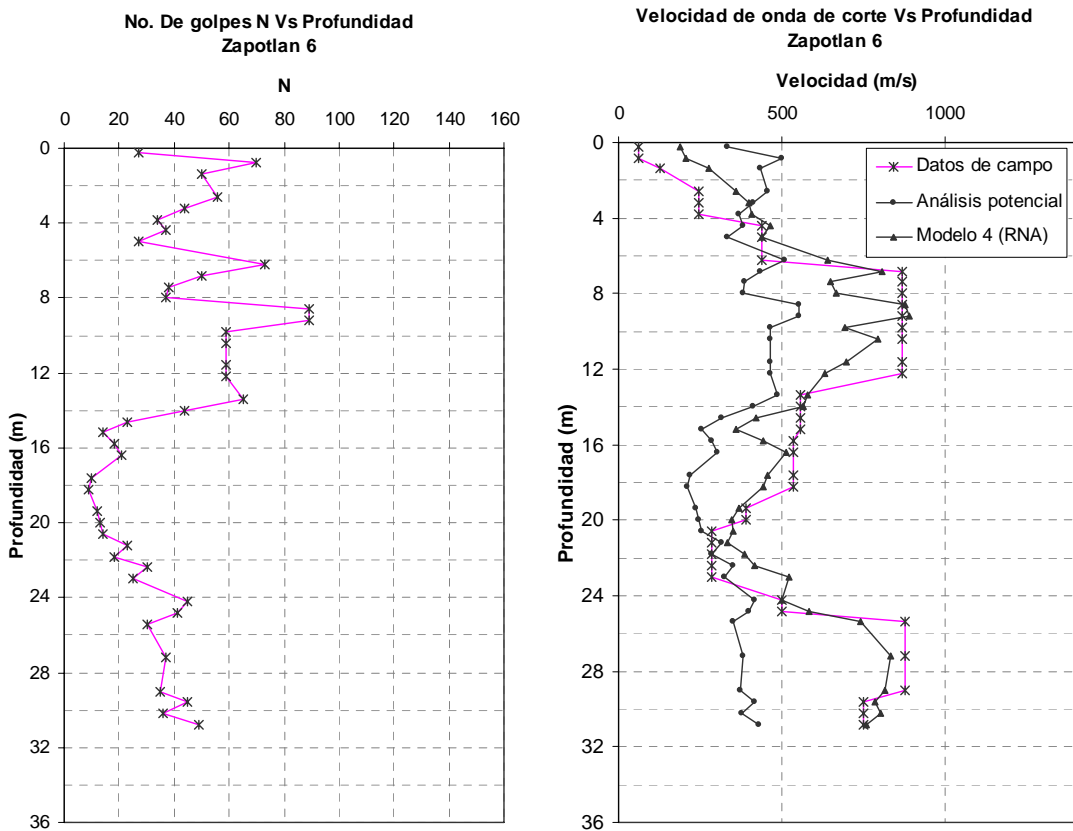 No. De golpes N Vs Profundidad
Zapotlan 6
N
0 20 40 60 80 100 120 140 160
0
4
8
12
16
20
24
28
32
36
Profundidad (m)
Velocidad de onda de corte Vs Profundidad
Zapotlan 6
Velocidad (m/s)
0 500 1000
0
4
8
12
16
20
24
28
32
36
Profundidad (m)
Datos de campo
Análisis potencial
Modelo 4 (RNA)